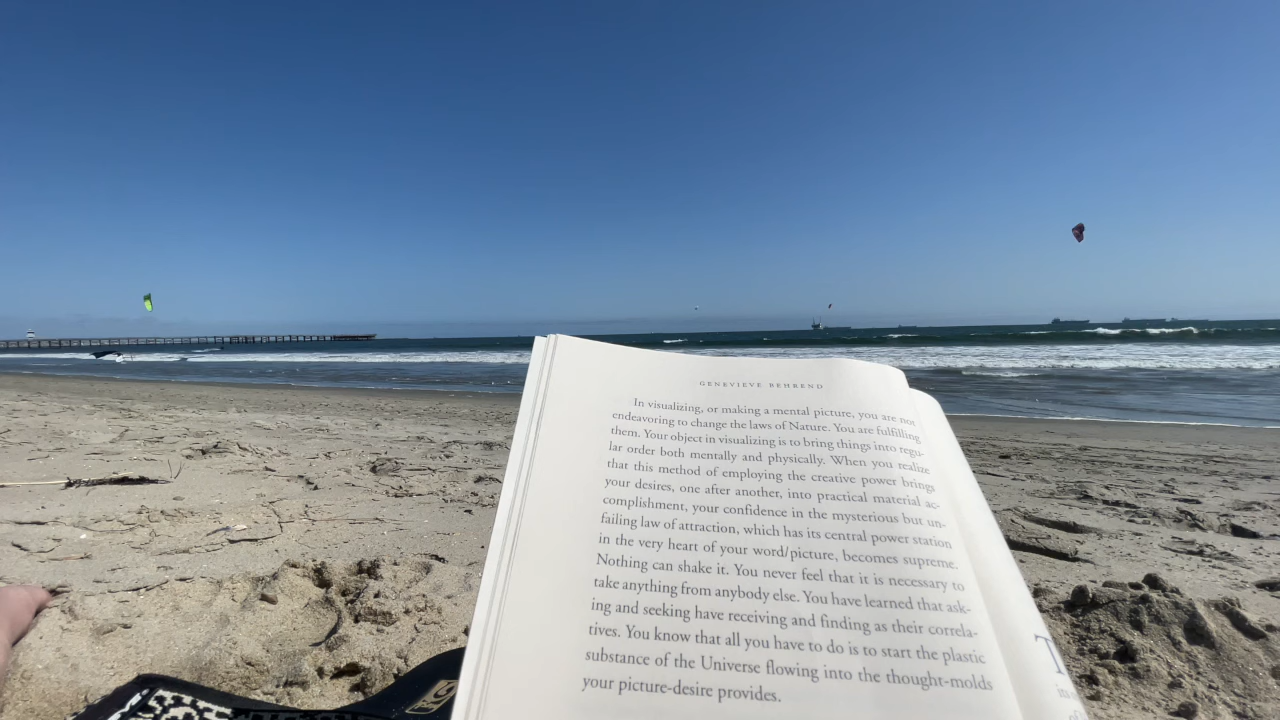 GENEVIEVE BEHREND
In visualizing, or making a mental picture, you are not
endeavoring to change the laws of Nature. You are fulfilling
them. Your object in visualizing is to bring things into regu-
lar order both mentally and physically. When you realize
that this method of employing the creative power brings
your desires, one after another, into practical material ac-
complishment, your confidence in the mysterious but un-
failing law of attraction, which has its central power station
in the very heart of your word/picture, becomes supreme.
Nothing can shake it. You never feel that it is necessary to
take anything from anybody else. You have learned that ask-
ing and seeking have receiving and finding as their correla-
tives. You know that all you have to do is to start the plastic
substance of the Universe flowing into the thought-molds
your picture-desire provides.